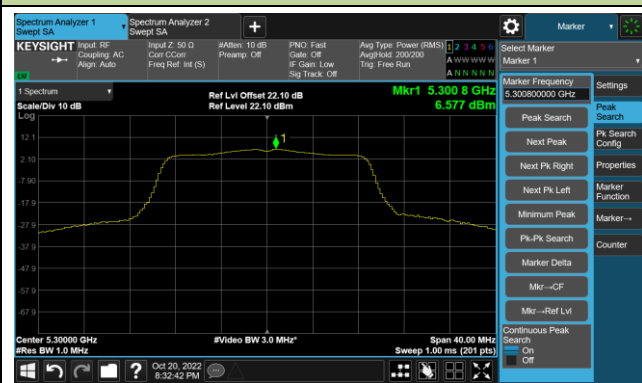 Spectrum Analyzer 1
Swept SA
Spectrum Analyzer 2
Swept SA
+
Marker
KEYSIGHT
Input: RF
Coupling: AC
Align: Auto
Input Z: 50 Ω
Corr CCorr
Freq Ref: Int (S)
#Atten: 10 dB
Preamp: Off
PNO: Fast
Gate: Off
IF Gain: Low
Sig Track: Off
Avg Type: Power (RMS)
Avg|Hold: 200/200
Trig: Free Run
1 2 3 4 5 6
A W W W W W
A N N N N N
LXI
Select Marker
Marker 1
1 Spectrum
Scale/Div 10 dB
Log
Ref Lvl Offset 22.10 dB
Ref Level 22.10 dBm
Mkr1 5.300 8 GHz
6.577 dBm
1
12.1
2.10
-7.90
-17.9
-27.9
-37.9
-47.9
-57.9
-67.9
Center 5.30000 GHz
#Res BW 1.0 MHz
#Video BW 3.0 MHz*
Span 40.00 MHz
Sweep 1.00 ms (201 pts)
Marker Frequency
5.300800000 GHz
Peak Search
Next Peak
Next Pk Right
Next Pk Left
Minimum Peak
Pk-Pk Search
Marker Delta
Mkr→CF
Mkr→Ref Lvl
Continuous Peak
Search
On
Off
Settings
Peak
Search
Pk Search
Config
Properties
Marker
Function
Marker→
Counter
?
Oct 20, 2022
8:32:42 PM